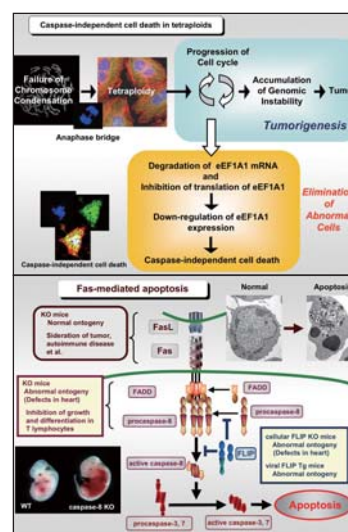 Caspase-independent cell death in tetraploids
Failure of
Chromosome
Condensation
Tetraploidy
Anaphase bridge
Progression of
Cell cycle
Accumulation
of Genomic
Instability
Tumor
Tumorigenesis
Degradation of eEF1A1 mRNA
and
Inhibition of translation of eEF1A1
Down-regulation of eEF1A1
expression
Caspase-independent cell death
Elimination
of
Abnormal
Cells
Caspase-independent cell death
Fas-mediated apoptosis
KO mice
Normal ontogeny
Sideration of tumor,
autoimmune disease
et al.
FasL
Fas
Normal
Apoptosis
KO mice
Abnormal ontogeny
(Defects in heart)
Inhibition of growth
and differentiation in
T lymphocytes
FADD
procaspase-8
FADD
procaspase-8
FLIP
active caspase-8
cellular FLIP KO mice
Abnormal ontogeny
(Defects in heart)
viral FLIP Tg mice
Abnormal ontogeny
WT
caspase-8 KO
procaspase-3, 7
active caspase-3, 7
Apoptosis